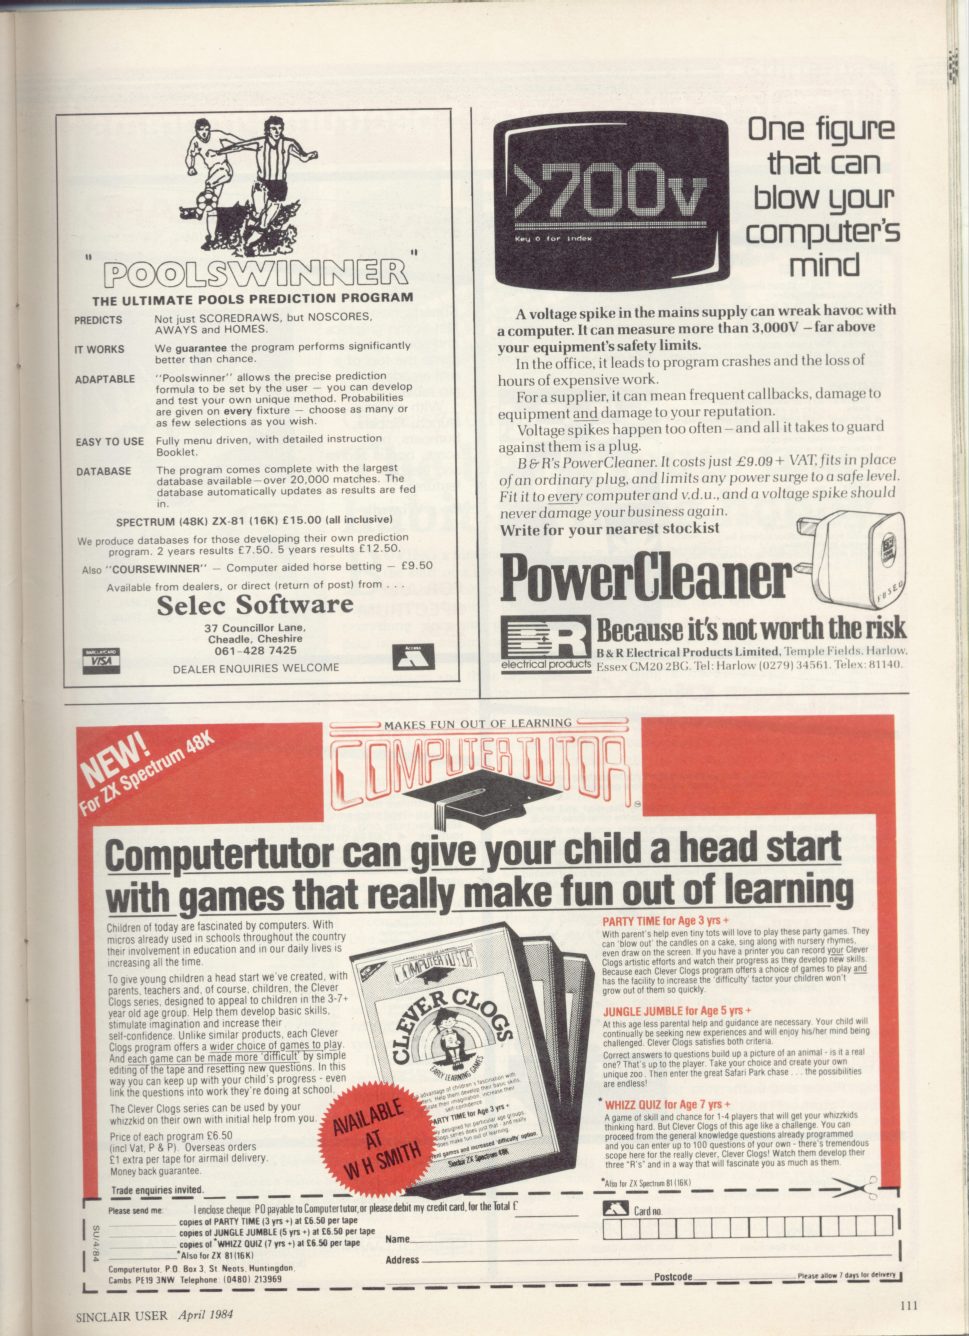 " POOLSWINNER "
THE ULTIMATE POOLS PREDICTION PROGRAM
PREDICTS Not just SCOREDRAWS, but NOSCORES,
AWAYS and HOMES.
IT WORKS We guarantee the program performs significantly
better than chance.
ADAPTABLE "Poolswinner" allows the precise prediction
formula to be set by the user — you can develop
and test your own unique method. Probabilities
are given on every fixture — choose as many or
as few selections as you wish.
EASY TO USE Fully menu driven, with detailed instruction
Booklet.
DATABASE The program comes complete with the largest
database available—over 20,000 matches. The
database automatically updates as results are fed
in.
SPECTRUM (48K) ZX-81 (16K) £15.00 (all inclusive)
We produce databases for those developing their own prediction
program. 2 years results £7.50. 5 years results £12.50.
Also "COURSEWINNER" — Computer aided horse betting — £9.50
Available from dealers, or direct (return of post) from . . .
Selec Software
37 Councillor Lane,
Cheadle, Cheshire
061-428 7425
DEALER ENQUIRIES WELCOME
BARCLAYCARD
VISA
Access
>700v
Key 0 for index
One figure
that can
blow your
computer's
mind
A voltage spike in the mains supply can wreak havoc with
a computer. It can measure more than 3,000V – far above
your equipment's safety limits.
In the office, it leads to program crashes and the loss of
hours of expensive work.
For a supplier, it can mean frequent callbacks, damage to
equipment and damage to your reputation.
Voltage spikes happen too often – and all it takes to guard
against them is a plug.
B & R's PowerCleaner. It costs just £9.09 + VAT, fits in place
of an ordinary plug, and limits any power surge to a safe level.
Fit it to every computer and v.d.u., and a voltage spike should
never damage your business again.
Write for your nearest stockist
PowerCleaner
FUSED
B&R
electrical products
Because it's not worth the risk
B & R Electrical Products Limited, Temple Fields, Harlow,
Essex CM20 2BG. Tel: Harlow (0279) 34561. Telex: 81140.
NEW!
For ZX Spectrum 48K
MAKES FUN OUT OF LEARNING
COMPUTERTUTOR
Computertutor can give your child a head start
with games that really make fun out of learning
Children of today are fascinated by computers. With
micros already used in schools throughout the country
their involvement in education and in our daily lives is
increasing all the time.
To give young children a head start we've created, with
parents, teachers and, of course, children, the Clever
Clogs series, designed to appeal to children in the 3-7+
year old age group. Help them develop basic skills,
stimulate imagination and increase their
self-confidence. Unlike similar products, each Clever
Clogs program offers a wider choice of games to play.
And each game can be made more 'difficult' by simple
editing of the tape and resetting new questions. In this
way you can keep up with your child's progress - even
link the questions into work they're doing at school.
The Clever Clogs series can be used by your
whizzkid on their own with initial help from you.
Price of each program £6.50
(incl Vat, P & P). Overseas orders
£1 extra per tape for airmail delivery.
Money back guarantee.
Trade enquiries invited.
COMPUTERTUTOR
CLEVER CLOGS
EARLY LEARNING GAMES
PARTY TIME for Age 3 yrs +
Sinclair ZX Spectrum 48K
AVAILABLE
AT
W H SMITH
PARTY TIME for Age 3 yrs +
With parent's help even tiny tots will love to play these party games. They
can 'blow out' the candles on a cake, sing along with nursery rhymes,
even draw on the screen. If you have a printer you can record your Clever
Clogs artistic efforts and watch their progress as they develop new skills.
Because each Clever Clogs program offers a choice of games to play and
has the facility to increase the 'difficulty' factor your children won't
grow out of them so quickly.
JUNGLE JUMBLE for Age 5 yrs +
At this age less parental help and guidance are necessary. Your child will
continually be seeking new experiences and will enjoy his/her mind being
challenged. Clever Clogs satisfies both criteria.
Correct answers to questions build up a picture of an animal - is it a real
one? That's up to the player. Take your choice and create your own
unique zoo. Then enter the great Safari Park chase . . . the possibilities
are endless!
*WHIZZ QUIZ for Age 7 yrs +
A game of skill and chance for 1-4 players that will get your whizzkids
thinking hard. But Clever Clogs of this age like a challenge. You can
proceed from the general knowledge questions already programmed
and you can enter up to 100 questions of your own - there's tremendous
scope here for the really clever, Clever Clogs! Watch them develop their
three "R's" and in a way that will fascinate you as much as them.
*Also for ZX Spectrum 81 (16K)
Please send me: I enclose cheque PO payable to Computertutor, or please debit my credit card, for the Total £
copies of PARTY TIME (3 yrs +) at £6.50 per tape
copies of JUNGLE JUMBLE (5 yrs +) at £6.50 per tape
copies of *WHIZZ QUIZ (7 yrs +) at £6.50 per tape
*Also for ZX 81 (16K)
Computertutor, P.O. Box 3, St. Neots, Huntingdon,
Cambs PE19 3NW Telephone: (0480) 213969
SU/4/84
Card no.
Name
Address
Postcode
Please allow 7 days for delivery
SINCLAIR USER April 1984
111